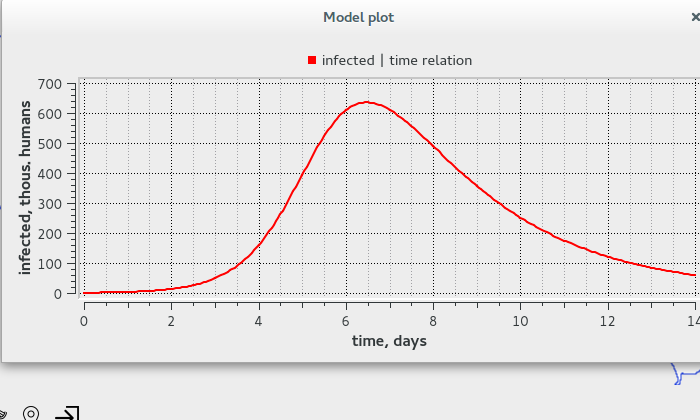 Model plot
infected | time relation
infected, thous. humans
700
600
500
400
300
200
100
0
0 2 4 6 8 10 12 14
time, days